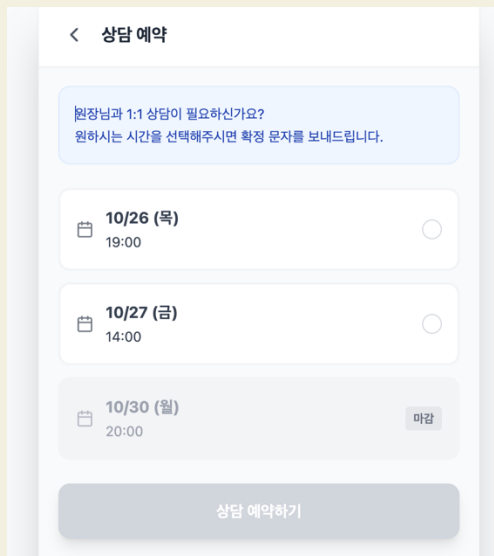 상담 예약
원장님과 1:1 상담이 필요하신가요?
원하시는 시간을 선택해주시면 확정 문자를 보내드립니다.
10/26 (목)
19:00
10/27 (금)
14:00
10/30 (월)
20:00
마감
상담 예약하기